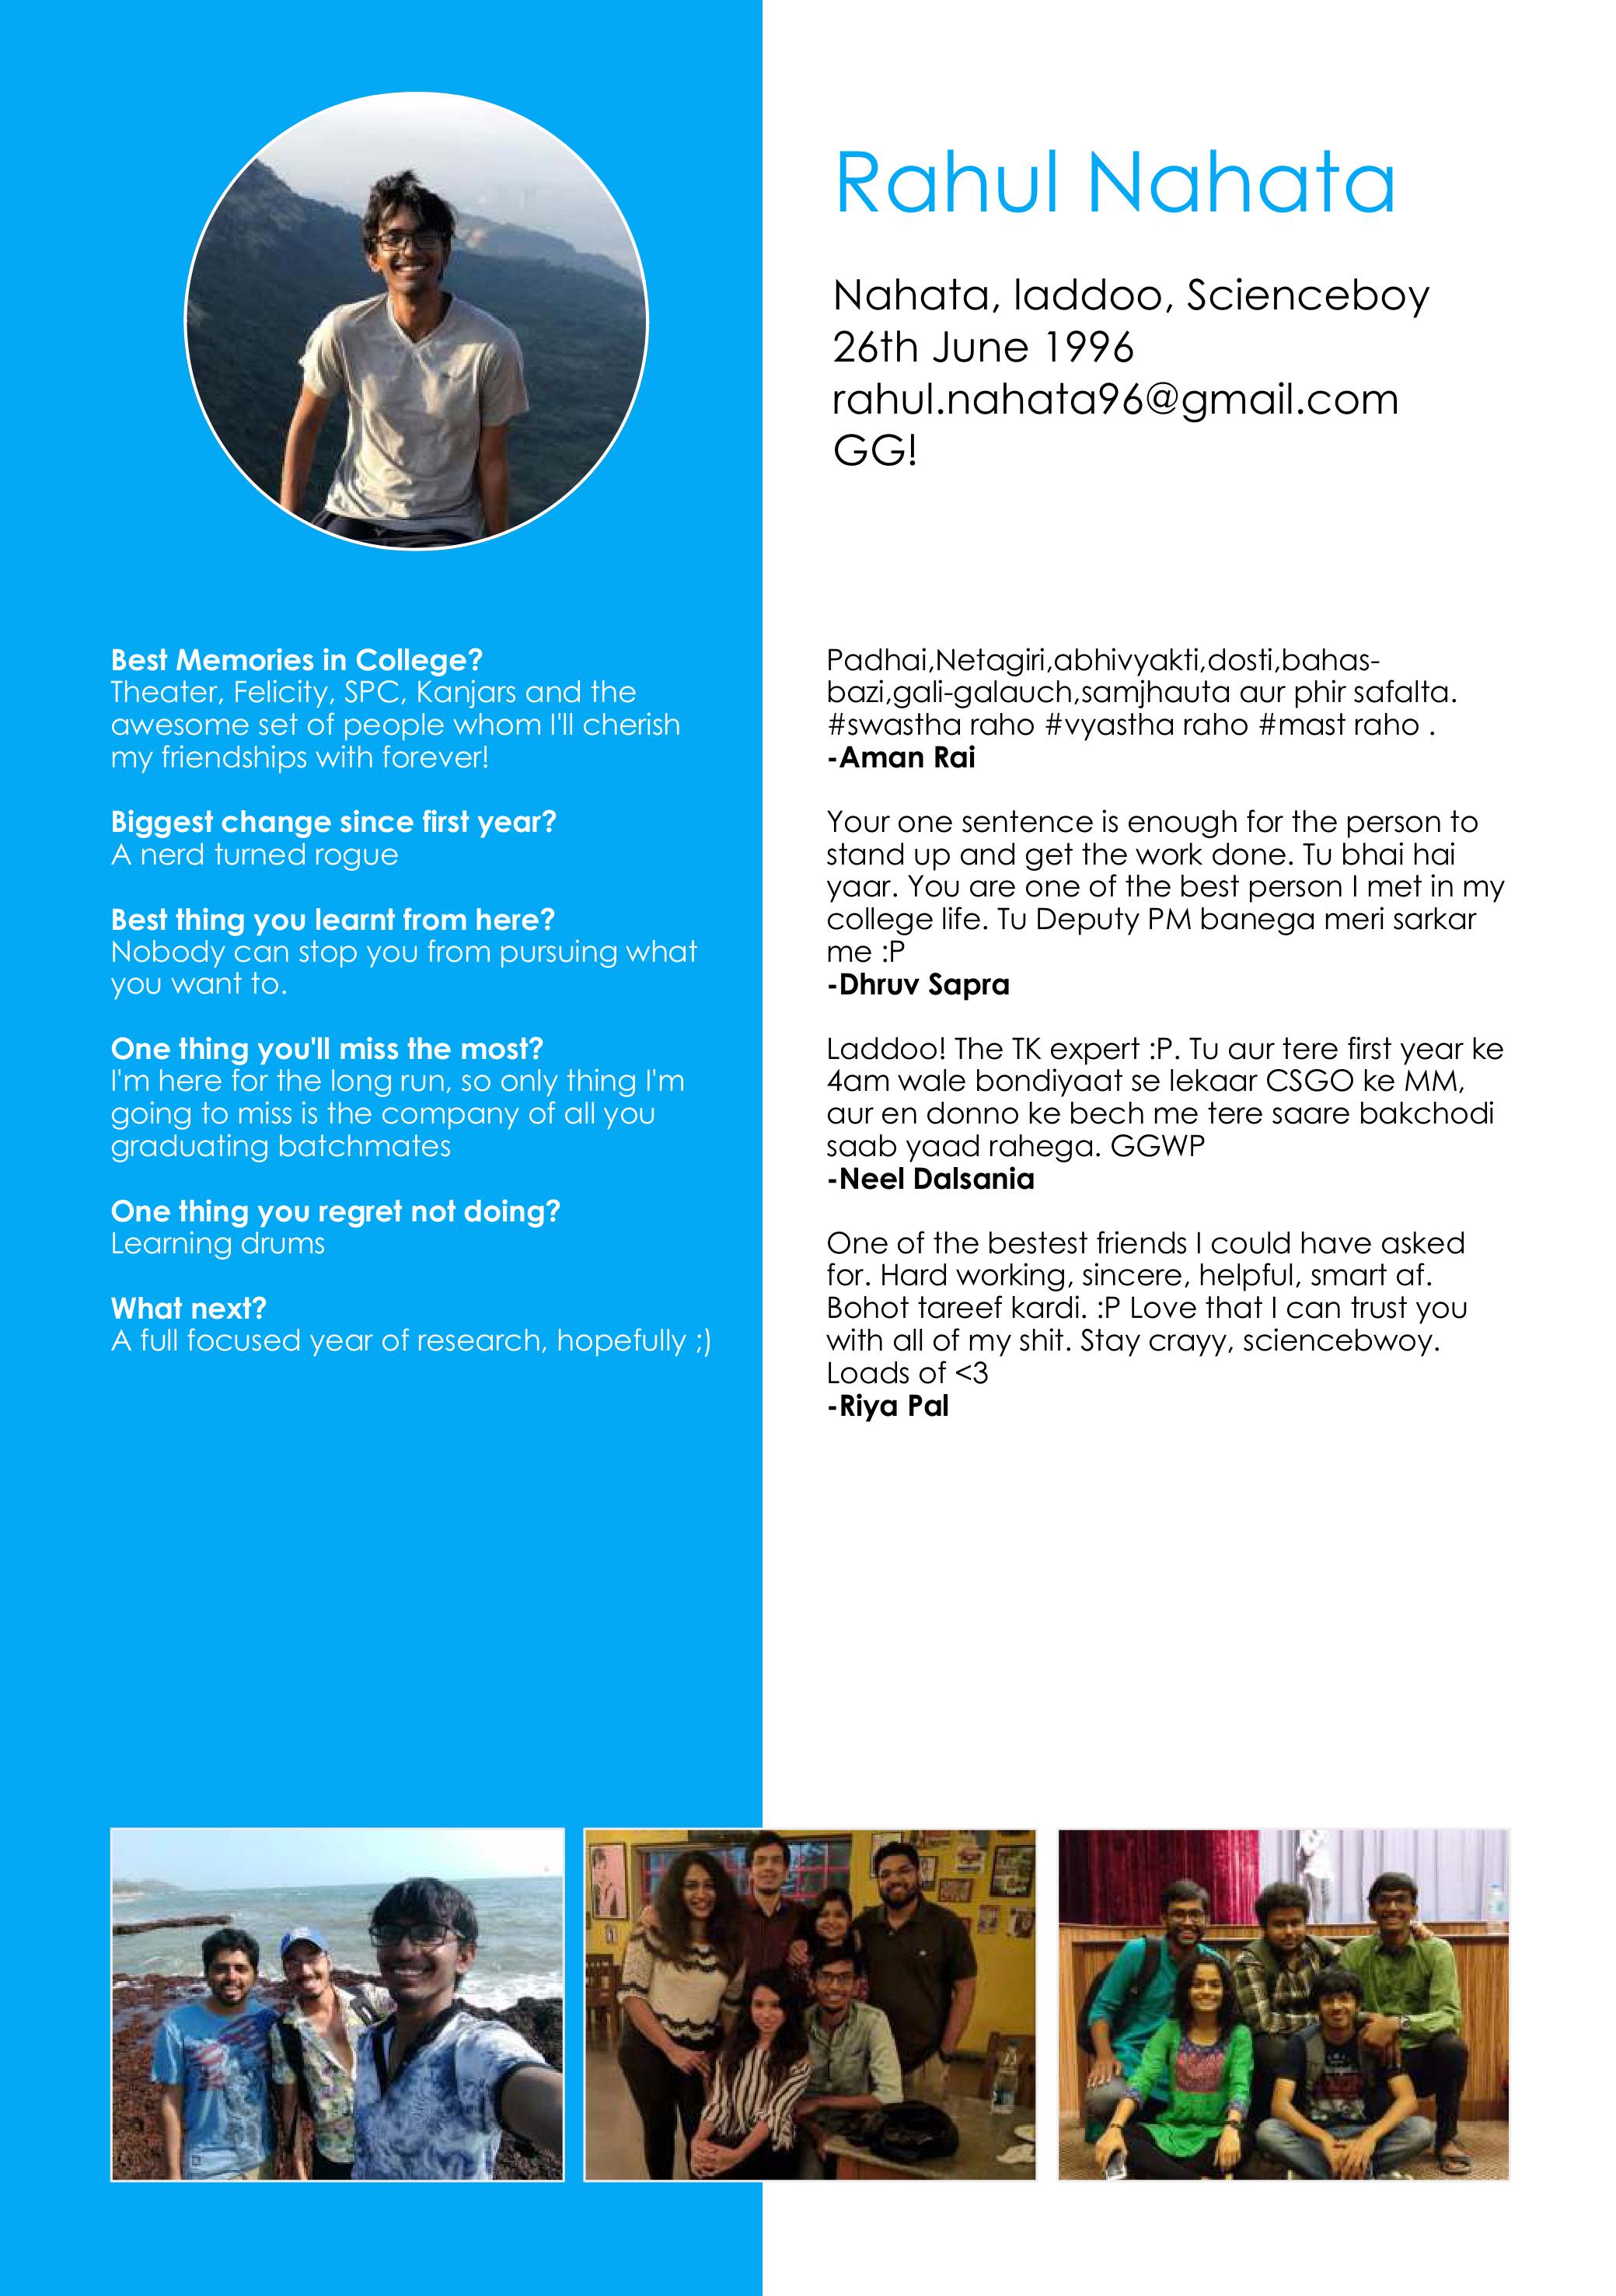 Rahul Nahata
Nahata, laddoo, Scienceboy
26th June 1996
rahul.nahata96@gmail.com
GG!
Best Memories in College?
Theater, Felicity, SPC, Kanjars and the
awesome set of people whom I'll cherish
my friendships with forever!
Biggest change since first year?
A nerd turned rogue
Best thing you learnt from here?
Nobody can stop you from pursuing what
you want to.
One thing you'll miss the most?
I'm here for the long run, so only thing I'm
going to miss is the company of all you
graduating batchmates
One thing you regret not doing?
Learning drums
What next?
A full focused year of research, hopefully ;)
Padhai,Netagiri,abhivyakti,dosti,bahas-
bazi,gali-galauch,samjhauta aur phir safalta.
#swastha raho #vyastha raho #mast raho .
-Aman Rai
Your one sentence is enough for the person to
stand up and get the work done. Tu bhai hai
yaar. You are one of the best person I met in my
college life. Tu Deputy PM banega meri sarkar
me :P
-Dhruv Sapra
Laddoo! The TK expert :P. Tu aur tere first year ke
4am wale bondiyaat se lekaar CSGO ke MM,
aur en donno ke bech me tere saare bakchodi
saab yaad rahega. GGWP
-Neel Dalsania
One of the bestest friends I could have asked
for. Hard working, sincere, helpful, smart af.
Bohot tareef kardi. :P Love that I can trust you
with all of my shit. Stay crayy, sciencebwoy.
Loads of <3
-Riya Pal